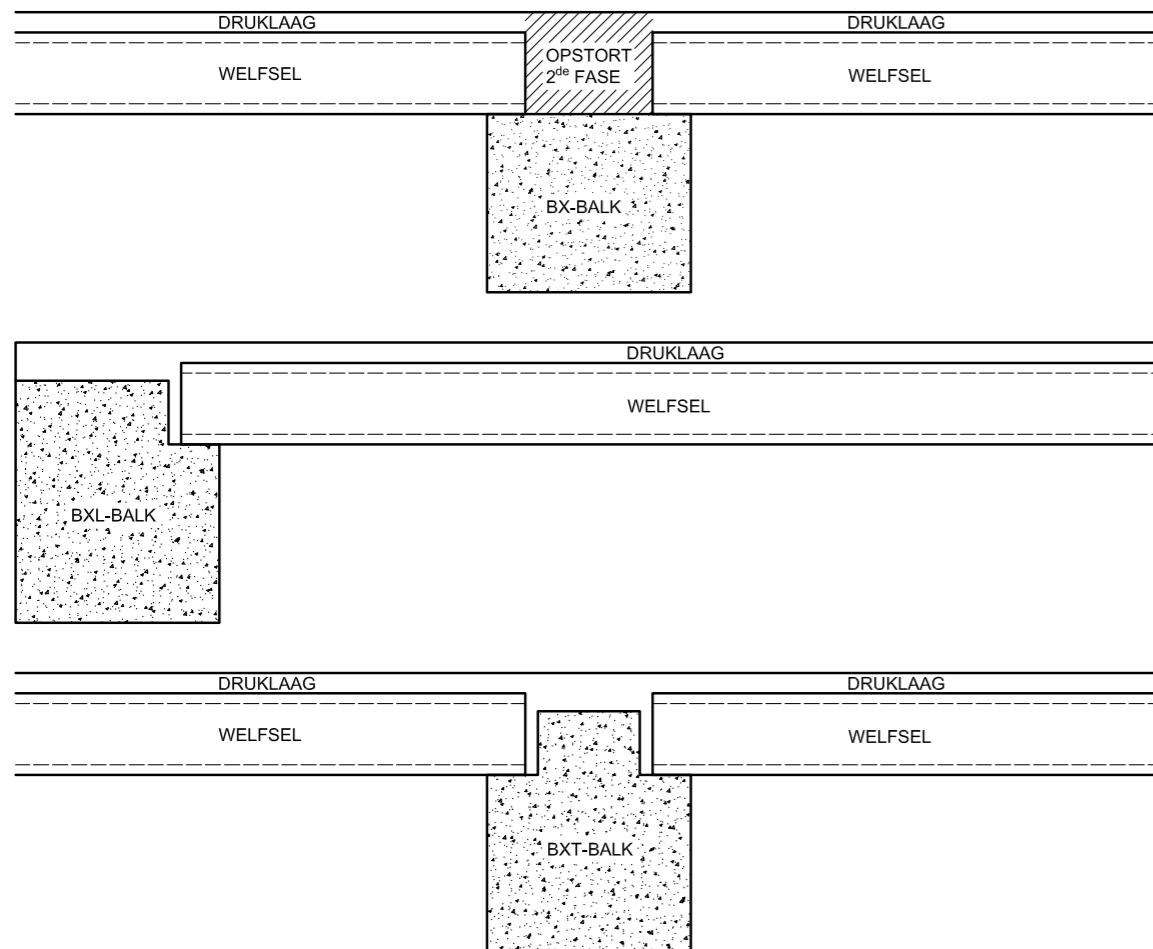 DRUKLAAG
DRUKLAAG
WELFSEL
OPSTORT
2de FASE
WELFSEL
BX-BALK
DRUKLAAG
WELFSEL
BXL-BALK
DRUKLAAG
DRUKLAAG
WELFSEL
WELFSEL
BXT-BALK